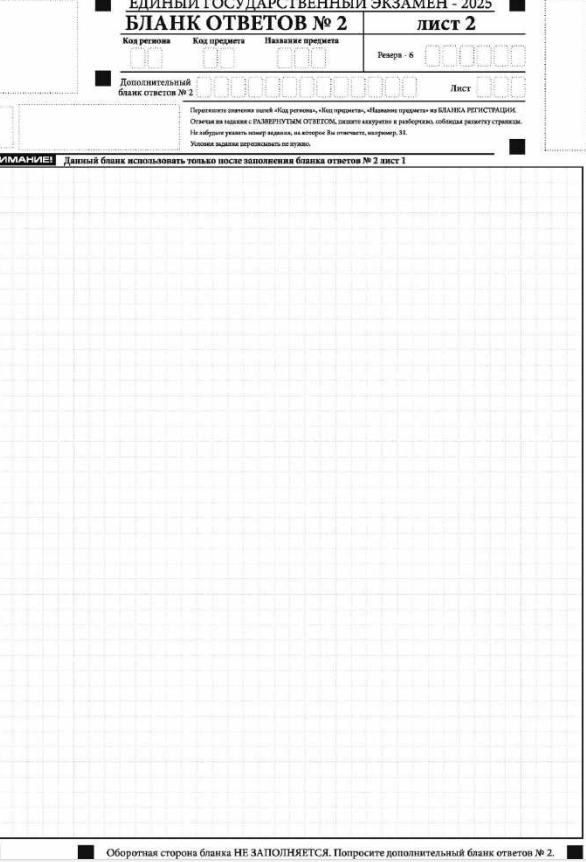 ЕДИНЫЙ ГОСУДАРСТВЕННЫЙ ЭКЗАМЕН - 2025
БЛАНК ОТВЕТОВ № 2
лист 2
Код региона
Код предмета
Название предмета
Резерв - 6
Дополнительный
бланк ответов № 2
Лист
Перепишите значения полей «Код региона», «Код предмета», «Название предмета» из БЛАНКА РЕГИСТРАЦИИ.
Отвечая на задания с РАЗВЕРНУТЫМ ОТВЕТОМ, пишите аккуратно и разборчиво, соблюдая разметку страницы.
Не забудьте указать номер задания, на которое Вы отвечаете, например, 31.
Условия задания переписывать не нужно.
ИМАНИЕ! Данный бланк использовать только после заполнения бланка ответов № 2 лист 1
Оборотная сторона бланка НЕ ЗАПОЛНЯЕТСЯ. Попросите дополнительный бланк ответов № 2.